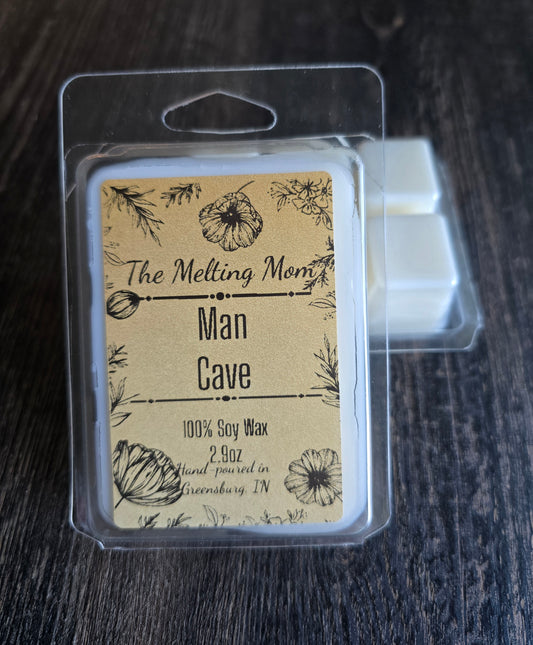 The Melting Mom
Man
Cave
100% Soy Wax
2.9oz
Hand-poured in
Greensburg, IN